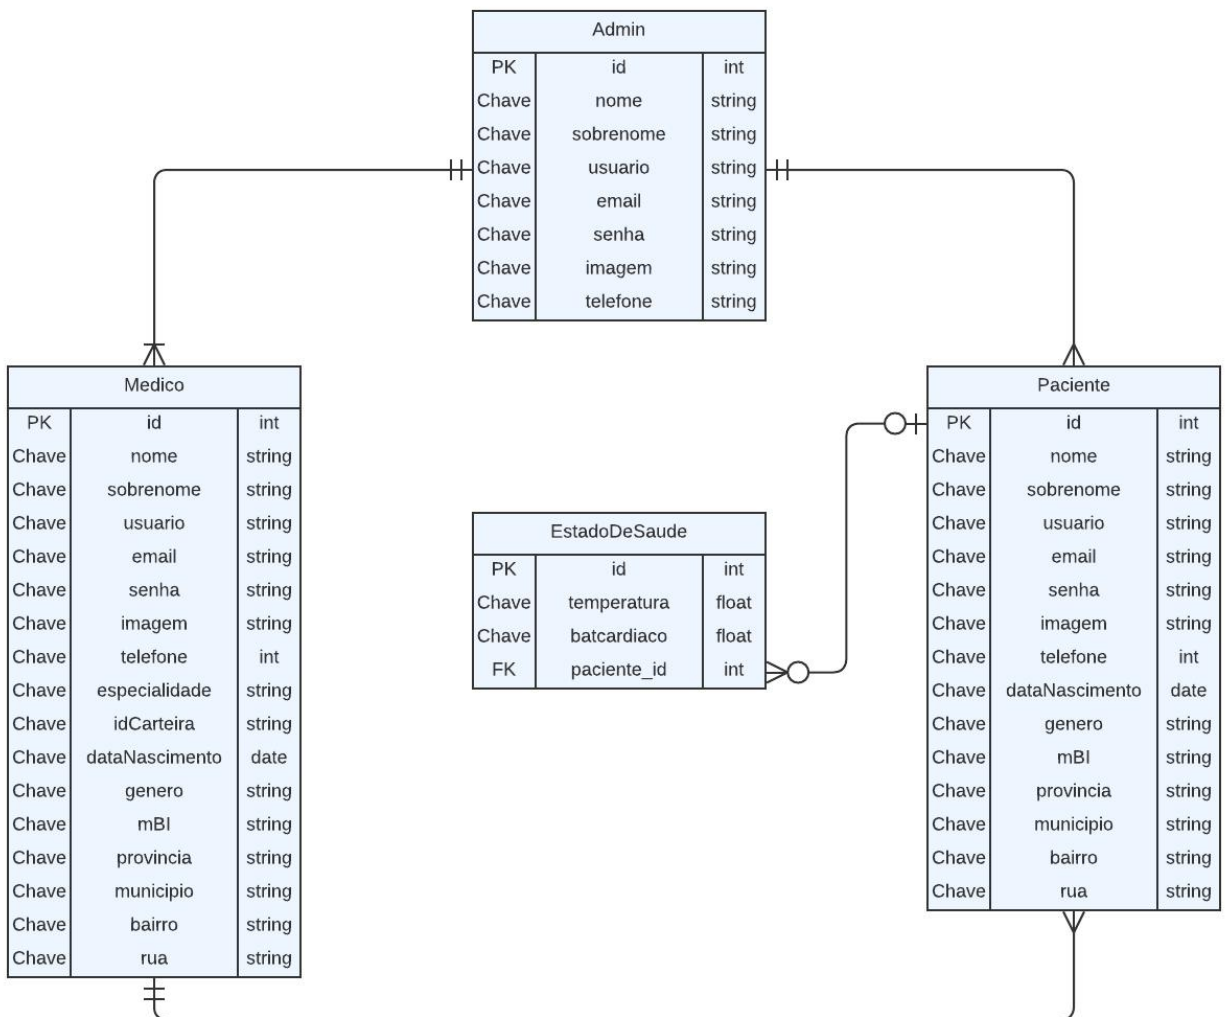 Admin
PK id int
Chave nome string
Chave sobrenome string
Chave usuario string
Chave email string
Chave senha string
Chave imagem string
Chave telefone string
Medico
PK id int
Chave nome string
Chave sobrenome string
Chave usuario string
Chave email string
Chave senha string
Chave imagem string
Chave telefone int
Chave especialidade string
Chave idCarteira string
Chave dataNascimento date
Chave genero string
Chave mBI string
Chave provincia string
Chave municipio string
Chave bairro string
Chave rua string
EstadoDeSaude
PK id int
Chave temperatura float
Chave batcardiaco float
FK paciente_id int
Paciente
PK id int
Chave nome string
Chave sobrenome string
Chave usuario string
Chave email string
Chave senha string
Chave imagem string
Chave telefone int
Chave dataNascimento date
Chave genero string
Chave mBI string
Chave provincia string
Chave municipio string
Chave bairro string
Chave rua string